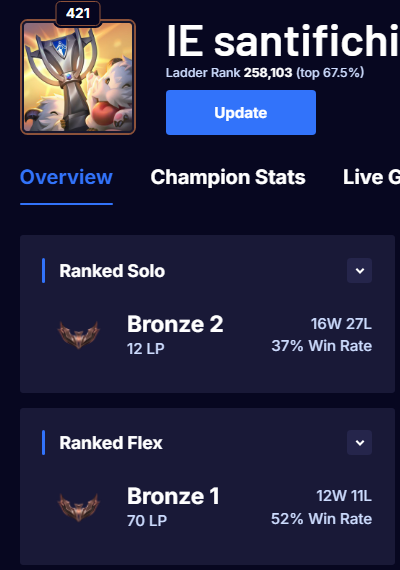 421
IE santifichi
Ladder Rank 258,103 (top 67.5%)
Update
Overview Champion Stats Live G
Ranked Solo
Bronze 2 16W 27L
12 LP 37% Win Rate
Ranked Flex
Bronze 1 12W 11L
70 LP 52% Win Rate